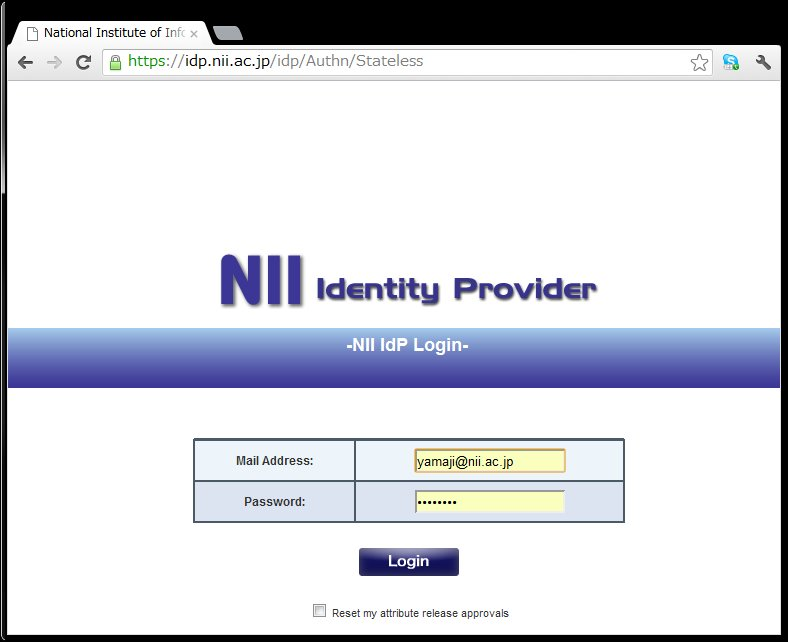 National Institute of Info
https://idp.nii.ac.jp/idp/Authn/Stateless
NII Identity Provider
-NII IdP Login-
Mail Address: yamaji@nii.ac.jp
Password: ••••••••
Login
Reset my attribute release approvals